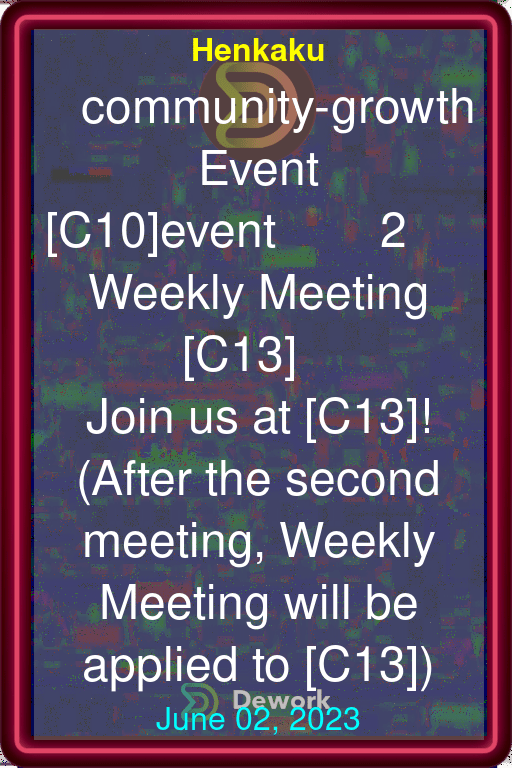 Henkaku
community-growth
Event
[C10]event 2
Weekly Meeting
[C13]
Join us at [C13]!
(After the second
meeting, Weekly
Meeting will be
applied to [C13])
Dework
June 02, 2023